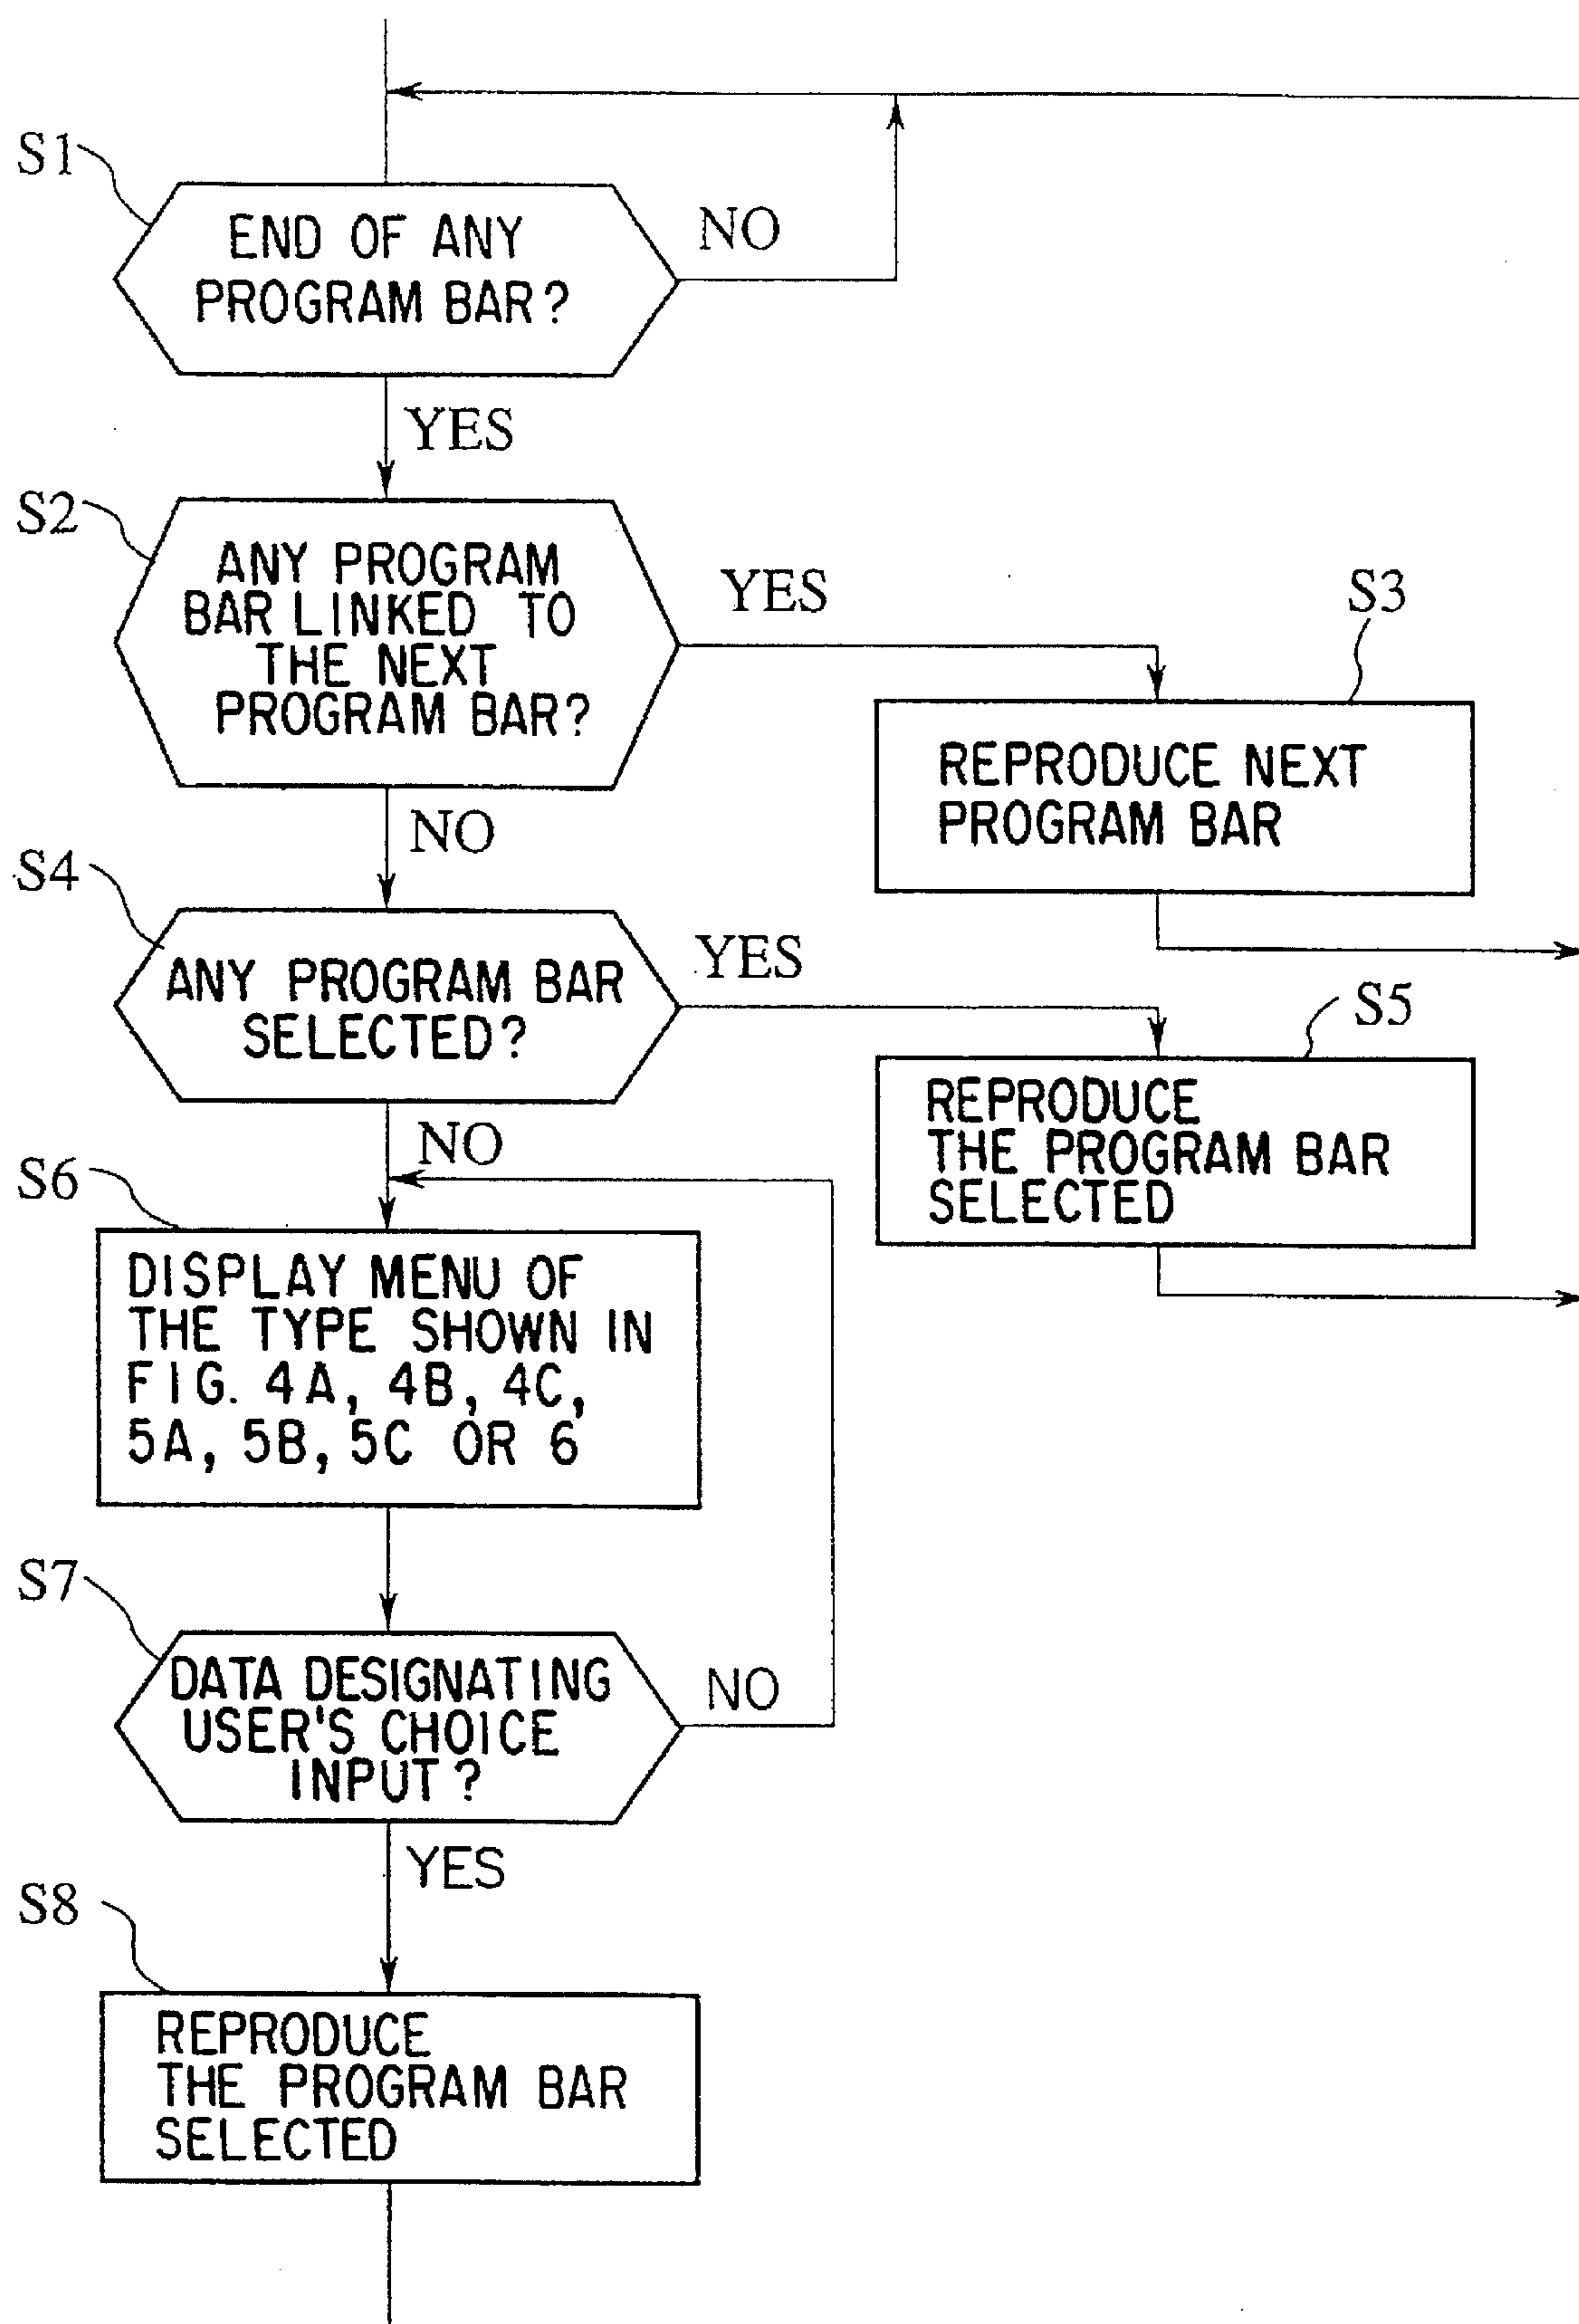 S1
END OF ANY
PROGRAM BAR?
NO
YES
S2
ANY PROGRAM
BAR LINKED TO
THE NEXT
PROGRAM BAR?
YES
S3
REPRODUCE NEXT
PROGRAM BAR
NO
S4
ANY PROGRAM BAR
SELECTED?
YES
S5
REPRODUCE
THE PROGRAM BAR
SELECTED
NO
S6
DISPLAY MENU OF
THE TYPE SHOWN IN
FIG. 4A, 4B, 4C,
5A, 5B, 5C OR 6
S7
DATA DESIGNATING
USER'S CHOICE
INPUT?
NO
YES
S8
REPRODUCE
THE PROGRAM BAR
SELECTED